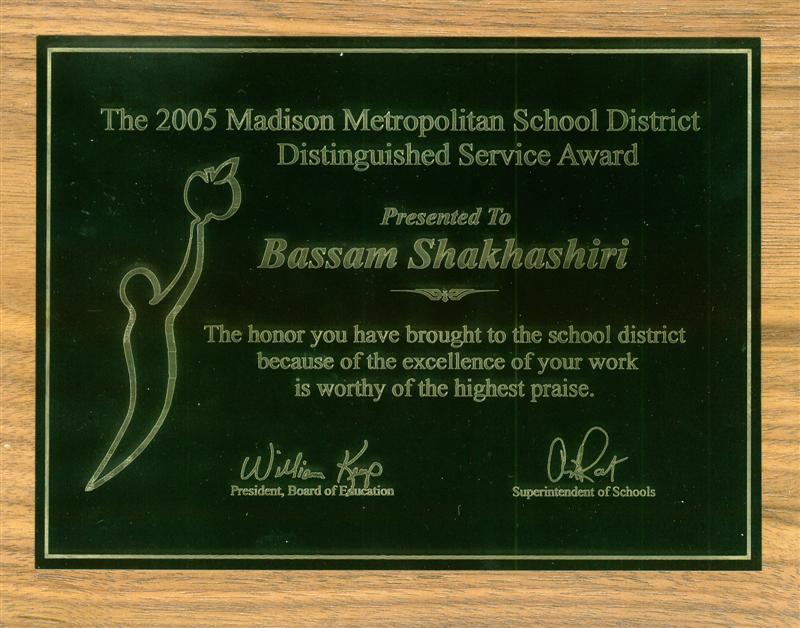 The 2005 Madison Metropolitan School District
Distinguished Service Award
Presented To
Bassam Shakhashiri
The honor you have brought to the school district
because of the excellence of your work
is worthy of the highest praise.
William Keys
President, Board of Education
Superintendent of Schools